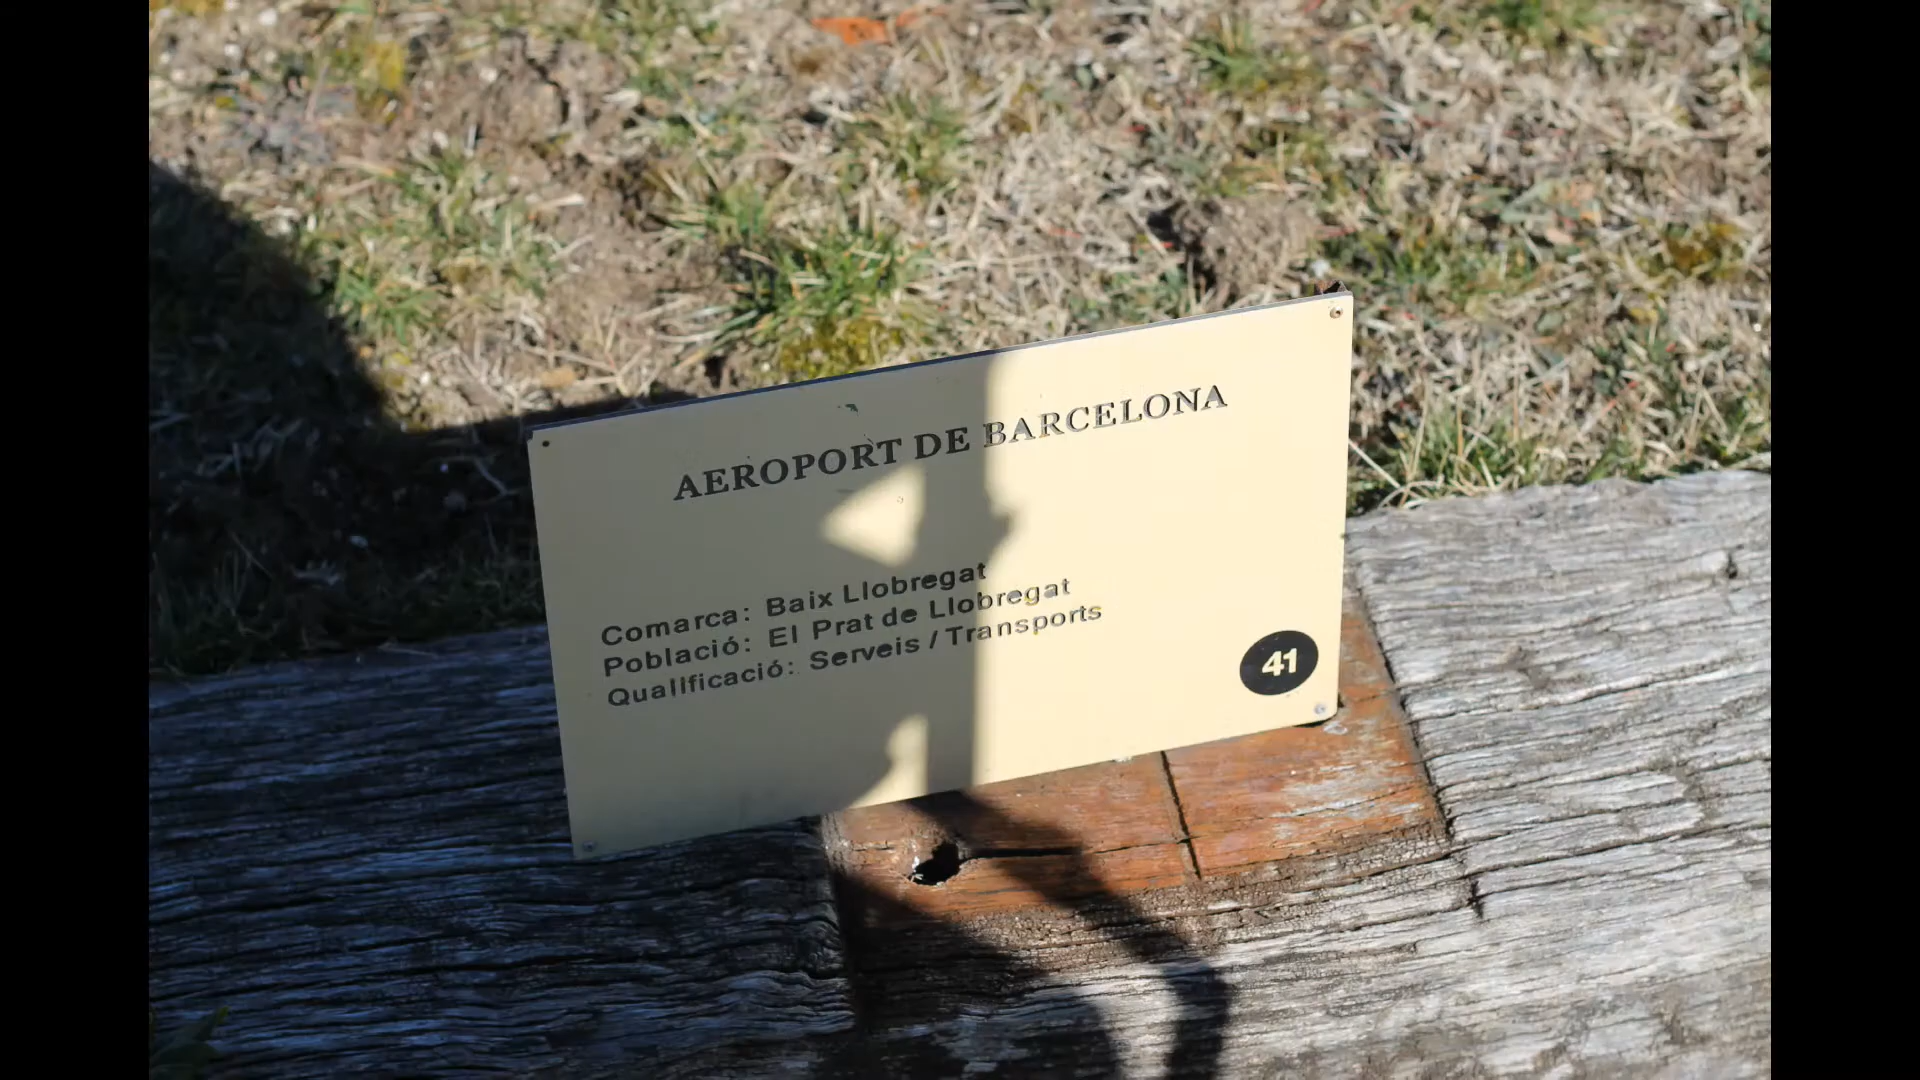 AEROPORT DE BARCELONA
Comarca: Baix Llobregat
Població: El Prat de Llobregat
Qualificació: Serveis / Transports
41